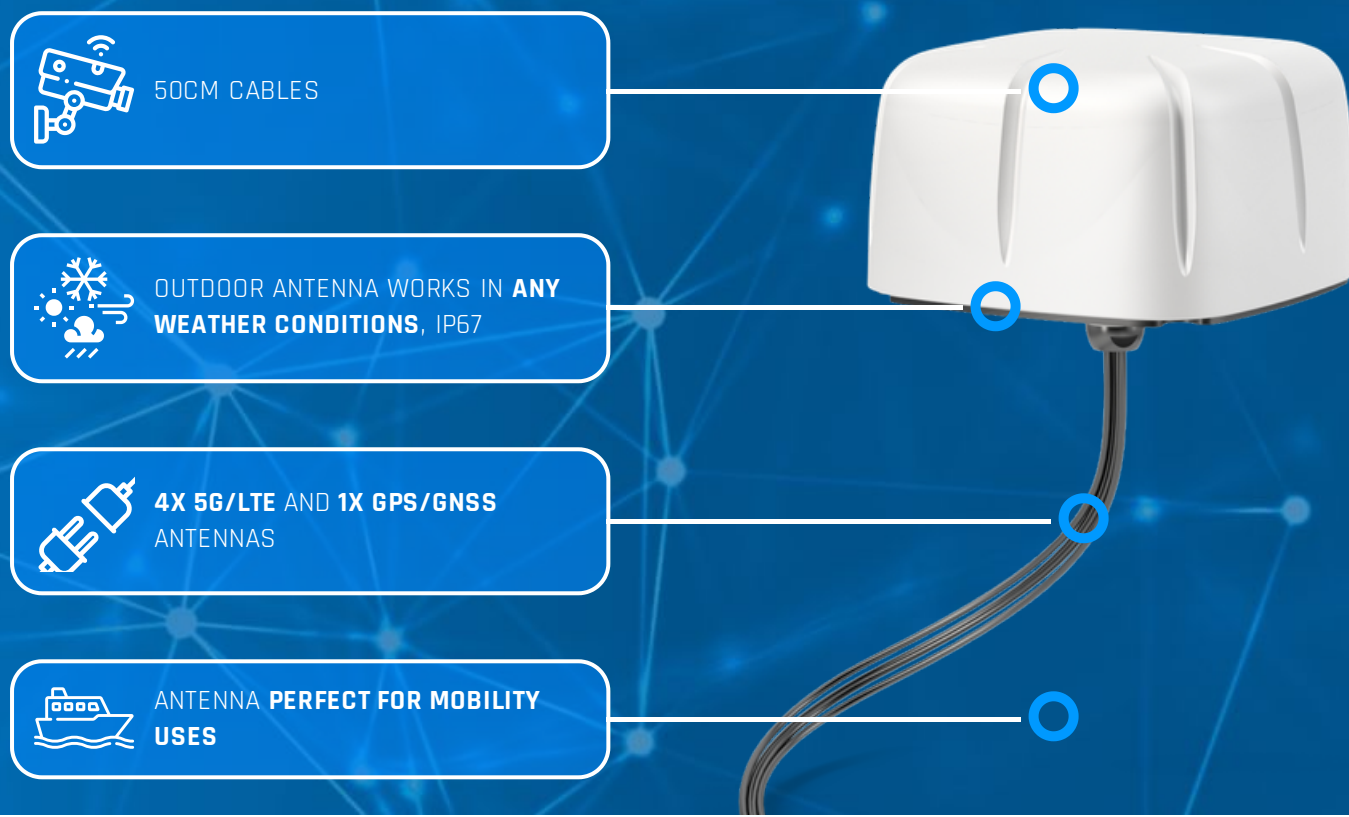 50CM CABLES
OUTDOOR ANTENNA WORKS IN ANY
WEATHER CONDITIONS, IP67
4X 5G/LTE AND 1X GPS/GNSS
ANTENNAS
ANTENNA PERFECT FOR MOBILITY
USES